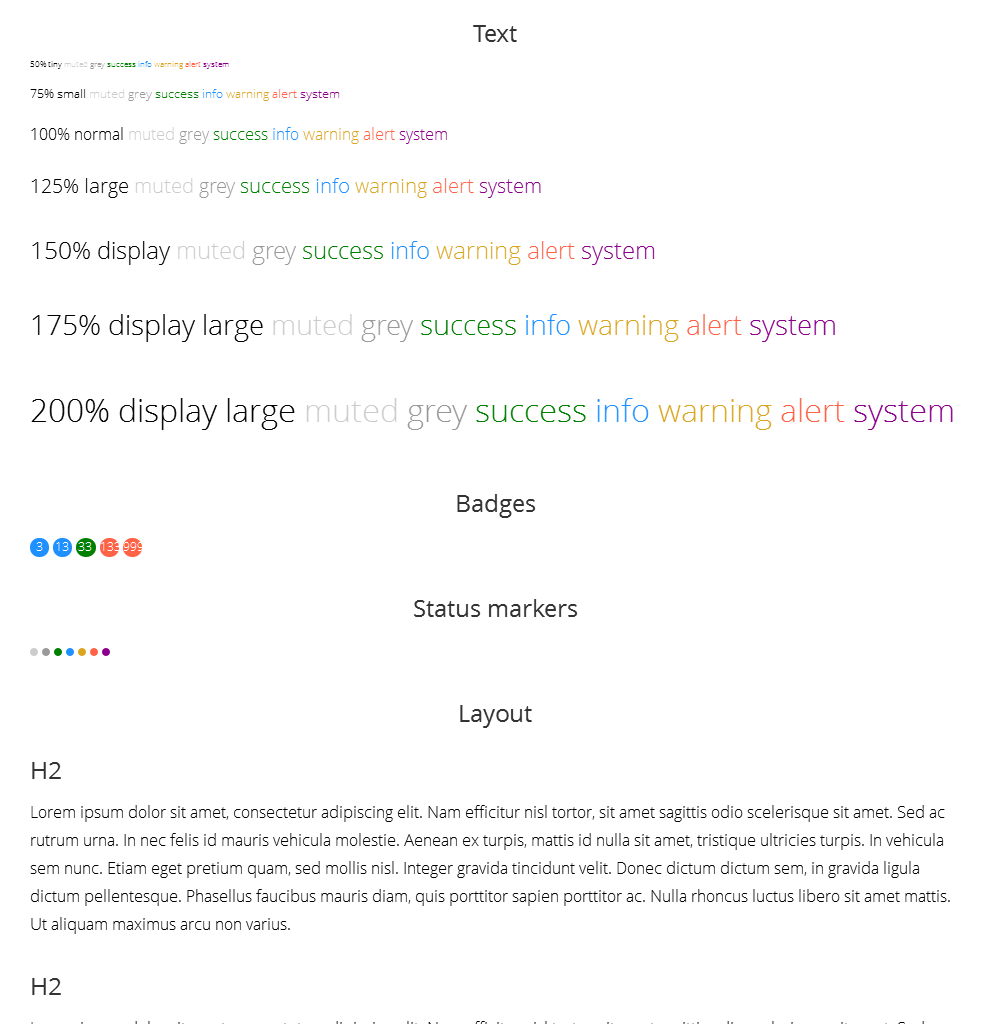 Text
50% tiny muted grey success info warning alert system
75% small muted grey success info warning alert system
100% normal muted grey success info warning alert system
125% large muted grey success info warning alert system
150% display muted grey success info warning alert system
175% display large muted grey success info warning alert system
200% display large muted grey success info warning alert system
Badges
3 13 33 133 999
Status markers
Layout
H2
Lorem ipsum dolor sit amet, consectetur adipiscing elit. Nam efficitur nisl tortor, sit amet sagittis odio scelerisque sit amet. Sed ac
rutrum urna. In nec felis id mauris vehicula molestie. Aenean ex turpis, mattis id nulla sit amet, tristique ultricies turpis. In vehicula
sem nunc. Etiam eget pretium quam, sed mollis nisl. Integer gravida tincidunt velit. Donec dictum dictum sem, in gravida ligula
dictum pellentesque. Phasellus faucibus mauris diam, quis porttitor sapien porttitor ac. Nulla rhoncus luctus libero sit amet mattis.
Ut aliquam maximus arcu non varius.
H2